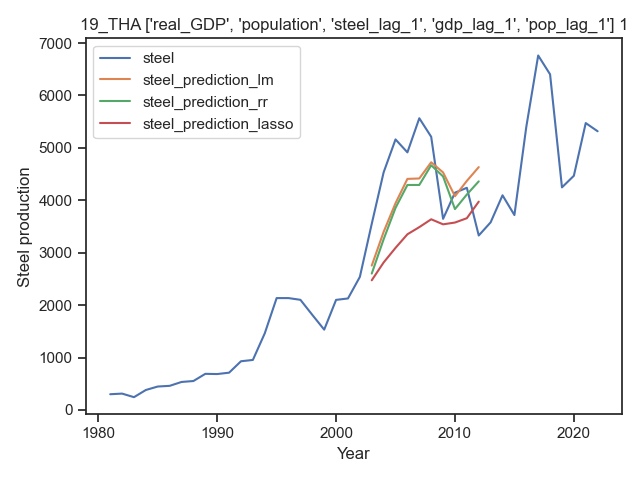 19_THA ['real_GDP', 'population', 'steel_lag_1', 'gdp_lag_1', 'pop_lag_1'] 1
7000
6000
5000
4000
3000
2000
1000
0
Steel production
steel
steel_prediction_lm
steel_prediction_rr
steel_prediction_lasso
1980 1990 2000 2010 2020
Year